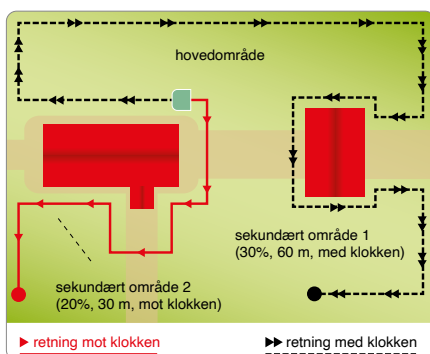 hovedområde
sekundært område 1
(30%, 60 m, med klokken)
sekundært område 2
(20%, 30 m, mot klokken)
retning mot klokken
retning med klokken